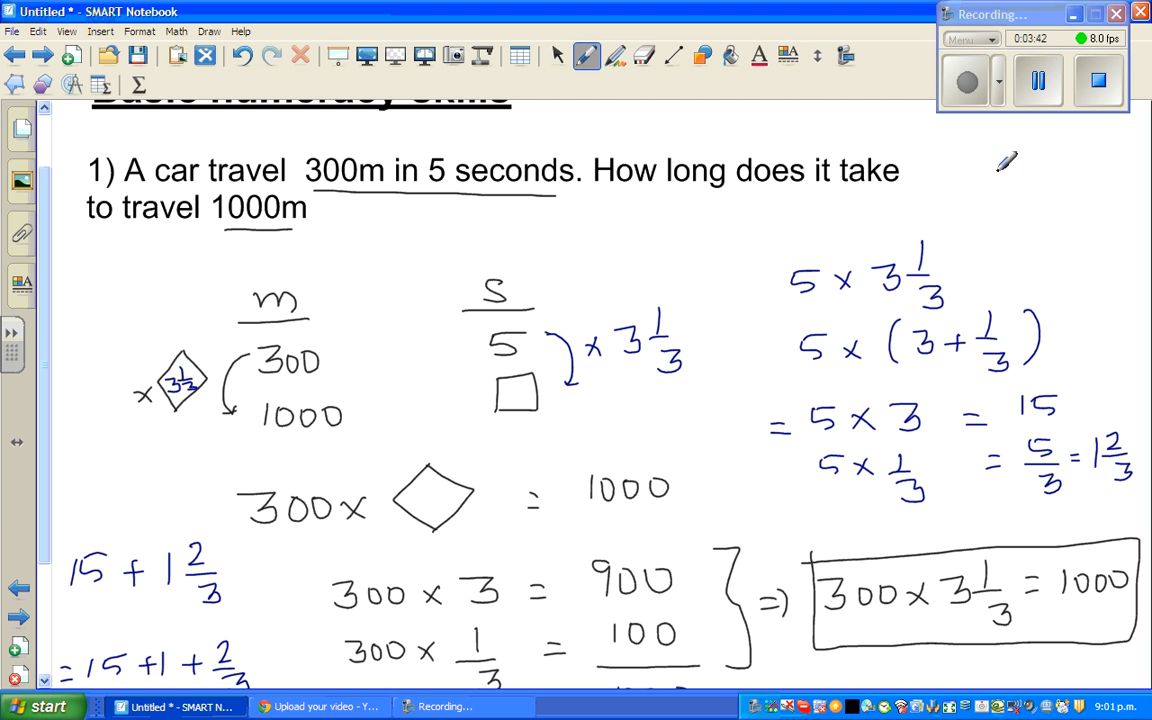 Untitled * - SMART Notebook
File Edit View Insert Format Math Draw Help
Recording...
Menu 0:03:42 8.0 fps
1) A car travel 300m in 5 seconds. How long does it take
to travel 1000m
m s
300 5 × 3 1/3
× 3 1/3
1000
5 × 3 1/3
5 × (3 + 1/3)
= 5 × 3 = 15
5 × 1/3 = 5/3 = 1 2/3
300 × = 1000
300 × 3 = 900
300 × 1/3 = 100
=> 300 × 3 1/3 = 1000
15 + 1 2/3
= 15 + 1 + 2/3
start
Untitled * - SMART N...
Upload your video - Y...
Recording...
9:01 p.m.